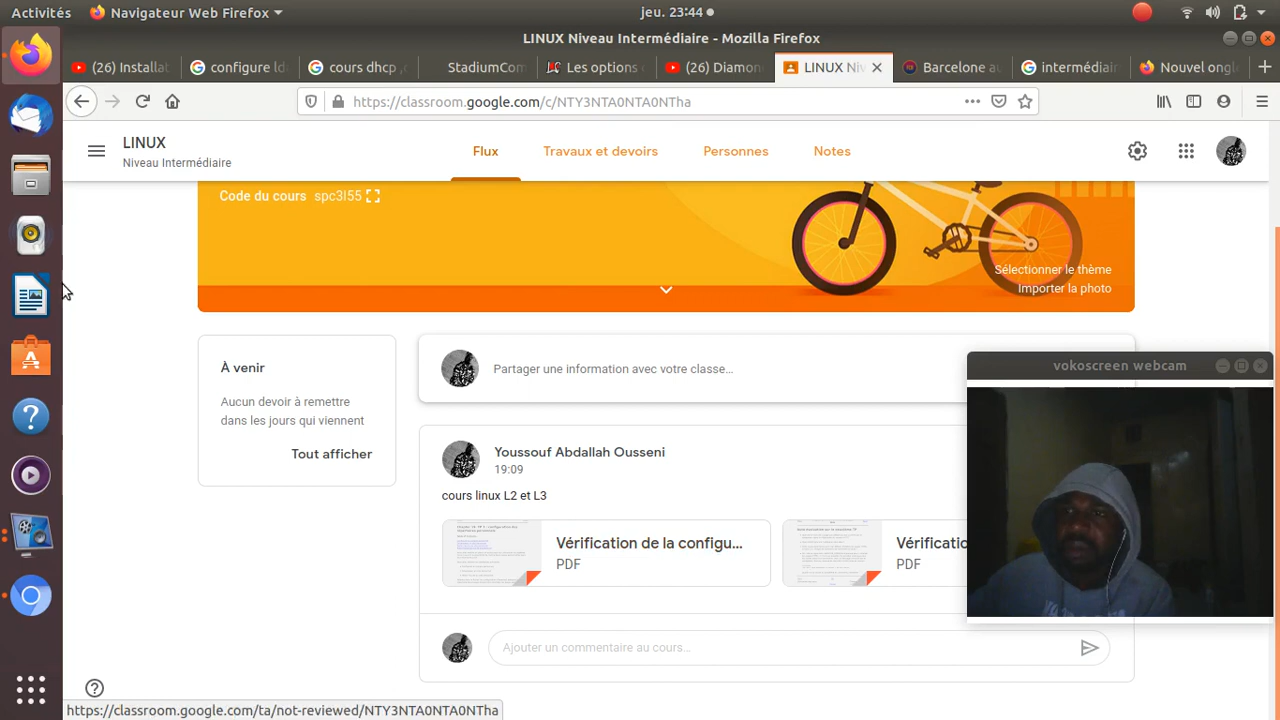 Activités Navigateur Web Firefox jeu. 23:44
LINUX Niveau Intermédiaire - Mozilla Firefox
(26) Installat configure ld cours dhcp ,c StadiumCom Les options d (26) Diamon LINUX Niv Barcelone au intermédiair Nouvel ongl
https://classroom.google.com/c/NTY3NTA0NTA0NTha
LINUX
Niveau Intermédiaire
Flux Travaux et devoirs Personnes Notes
Code du cours spc3l55
Sélectionner le thème
Importer la photo
À venir
Aucun devoir à remettre
dans les jours qui viennent
Tout afficher
Partager une information avec votre classe…
vokoscreen webcam
Youssouf Abdallah Ousseni
19:09
cours linux L2 et L3
Vérification de la configu...
PDF
Vérificatio
PDF
Ajouter un commentaire au cours…
https://classroom.google.com/ta/not-reviewed/NTY3NTA0NTA0NTha